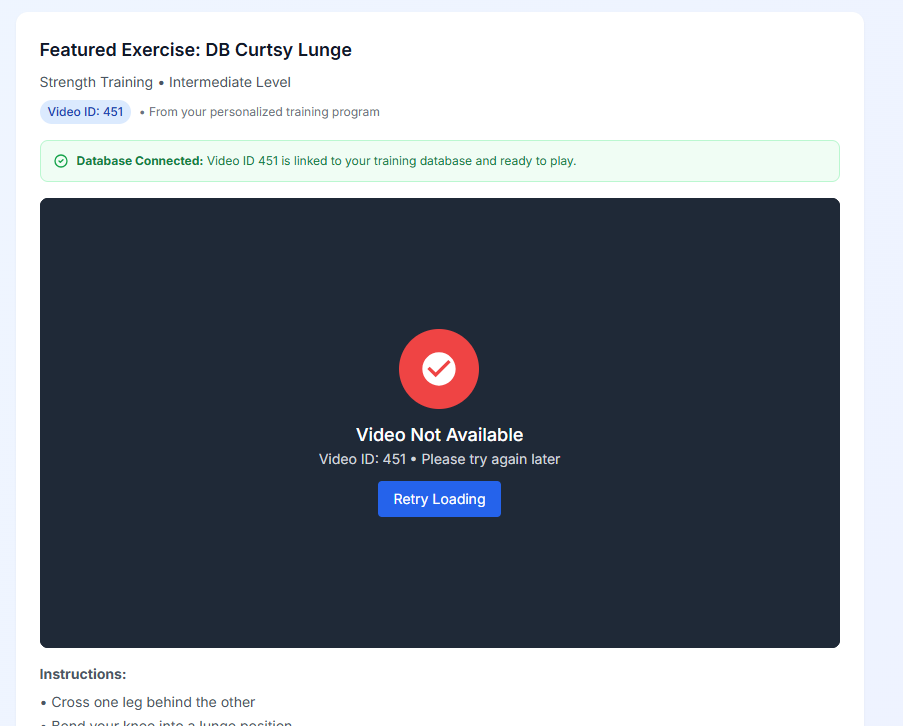 Featured Exercise: DB Curtsy Lunge
Strength Training • Intermediate Level
Video ID: 451 • From your personalized training program
Database Connected: Video ID 451 is linked to your training database and ready to play.
Video Not Available
Video ID: 451 • Please try again later
Retry Loading
Instructions:
• Cross one leg behind the other
• Bend your knee into a lunge position